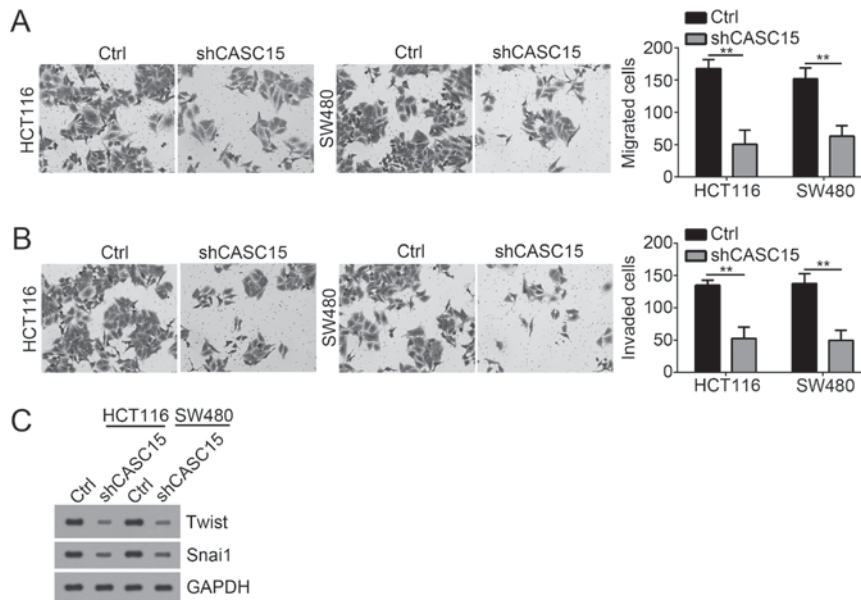 A
Ctrl
shCASC15
HCT116
Ctrl
shCASC15
SW480
Ctrl
shCASC15
Migrated cells
200
150
100
50
0
**
**
HCT116
SW480
B
Ctrl
shCASC15
HCT116
Ctrl
shCASC15
SW480
Ctrl
shCASC15
Invaded cells
200
150
100
50
0
**
**
HCT116
SW480
C
HCT116 SW480
Ctrl
shCASC15
Ctrl
shCASC15
Twist
Snai1
GAPDH